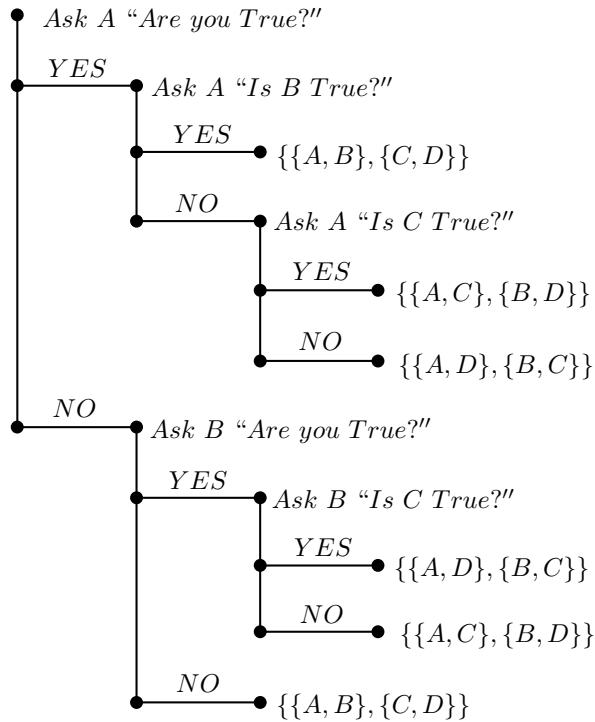 Ask A “Are you True?″
YES
Ask A “Is B True?″
YES
{{A, B}, {C, D}}
NO
Ask A “Is C True?″
YES
{{A, C}, {B, D}}
NO
{{A, D}, {B, C}}
NO
Ask B “Are you True?″
YES
Ask B “Is C True?″
YES
{{A, D}, {B, C}}
NO
{{A, C}, {B, D}}
NO
{{A, B}, {C, D}}